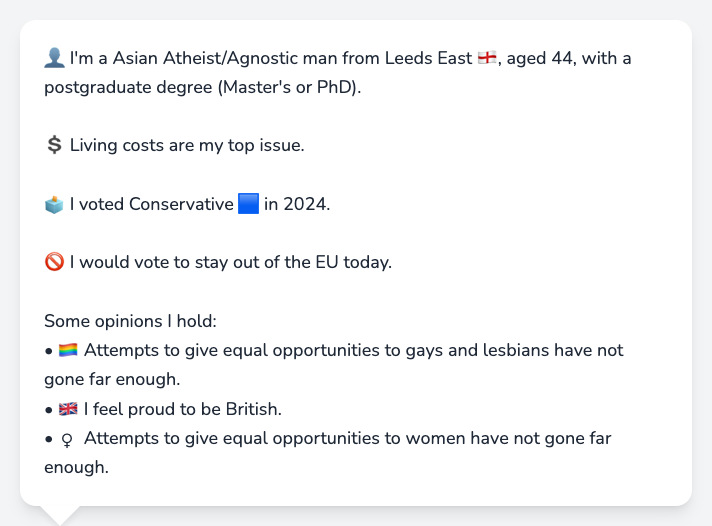 👤 I'm a Asian Atheist/Agnostic man from Leeds East 🏴󠁧󠁢󠁥󠁮󠁧󠁿, aged 44, with a
postgraduate degree (Master's or PhD).
💲 Living costs are my top issue.
🗳️ I voted Conservative 🟦 in 2024.
🚫 I would vote to stay out of the EU today.
Some opinions I hold:
• 🏳️‍🌈 Attempts to give equal opportunities to gays and lesbians have not
gone far enough.
• 🇬🇧 I feel proud to be British.
• ♀ Attempts to give equal opportunities to women have not gone far
enough.